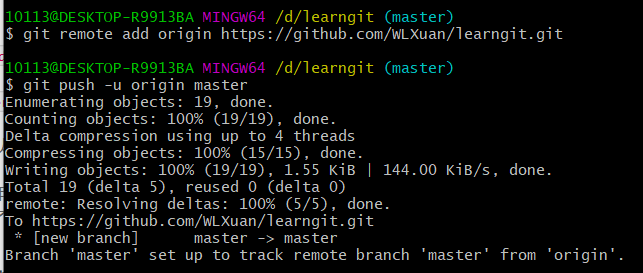 10113@DESKTOP-R9913BA MINGW64 /d/learngit (master)
$ git remote add origin https://github.com/WLXuan/learngit.git
10113@DESKTOP-R9913BA MINGW64 /d/learngit (master)
$ git push -u origin master
Enumerating objects: 19, done.
Counting objects: 100% (19/19), done.
Delta compression using up to 4 threads
Compressing objects: 100% (15/15), done.
Writing objects: 100% (19/19), 1.55 KiB | 144.00 KiB/s, done.
Total 19 (delta 5), reused 0 (delta 0)
remote: Resolving deltas: 100% (5/5), done.
To https://github.com/WLXuan/learngit.git
 * [new branch]      master -> master
Branch 'master' set up to track remote branch 'master' from 'origin'.